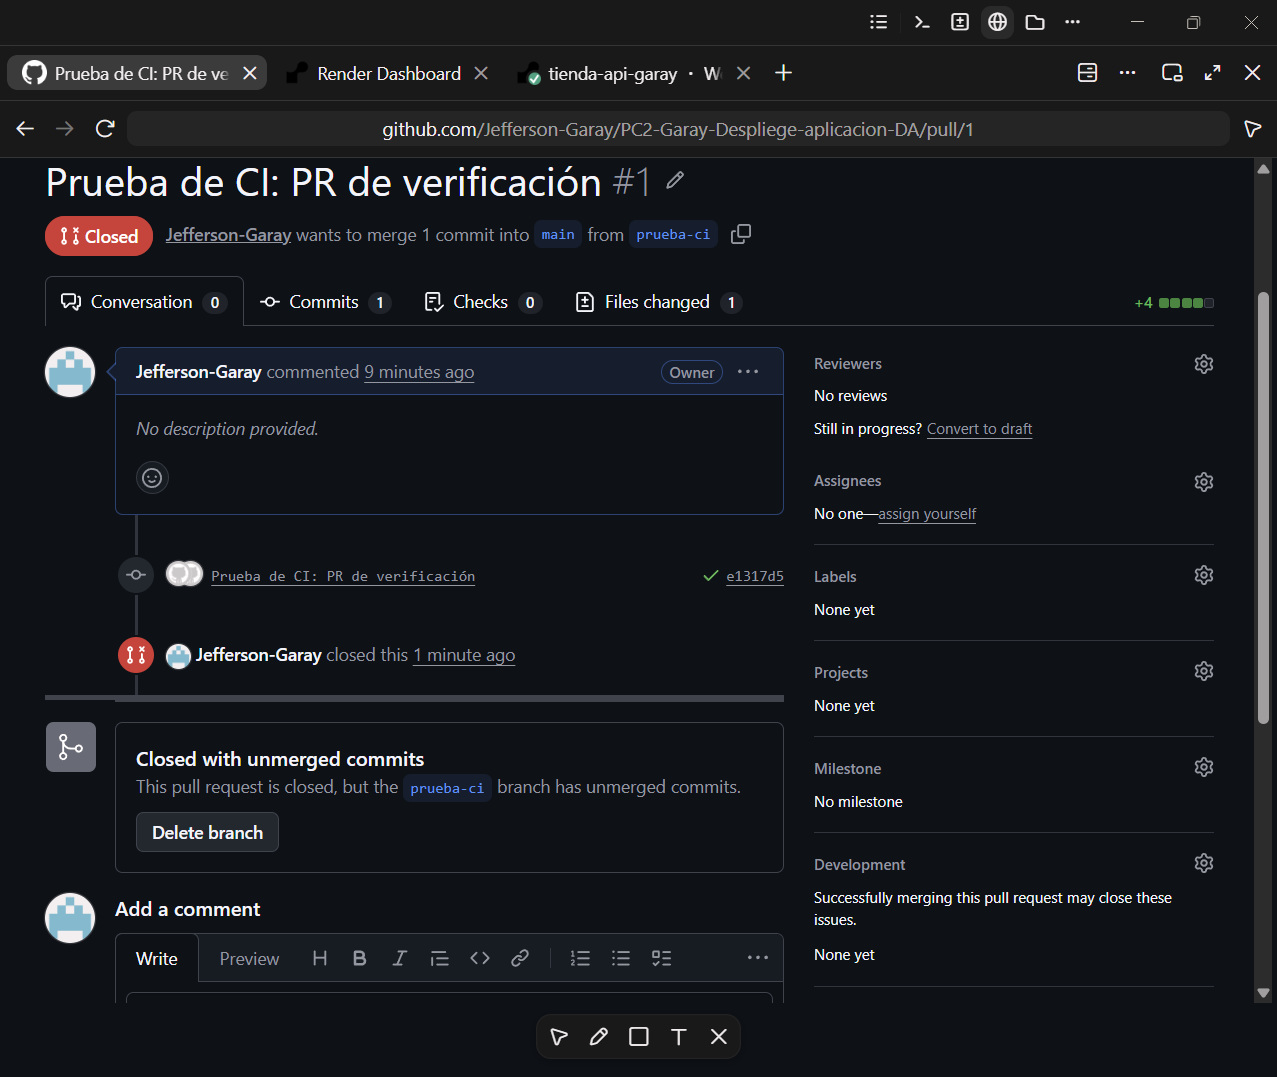 Prueba de CI: PR de ve
Render Dashboard
tienda-api-garay · W
github.com/Jefferson-Garay/PC2-Garay-Despliege-aplicacion-DA/pull/1
Prueba de CI: PR de verificación #1
Closed
Jefferson-Garay wants to merge 1 commit into main from prueba-ci
Conversation 0
Commits 1
Checks 0
Files changed 1
+4
Jefferson-Garay commented 9 minutes ago
Owner
No description provided.
Prueba de CI: PR de verificación
e1317d5
Jefferson-Garay closed this 1 minute ago
Closed with unmerged commits
This pull request is closed, but the prueba-ci branch has unmerged commits.
Delete branch
Add a comment
Write
Preview
Reviewers
No reviews
Still in progress? Convert to draft
Assignees
No one—assign yourself
Labels
None yet
Projects
None yet
Milestone
No milestone
Development
Successfully merging this pull request may close these
issues.
None yet